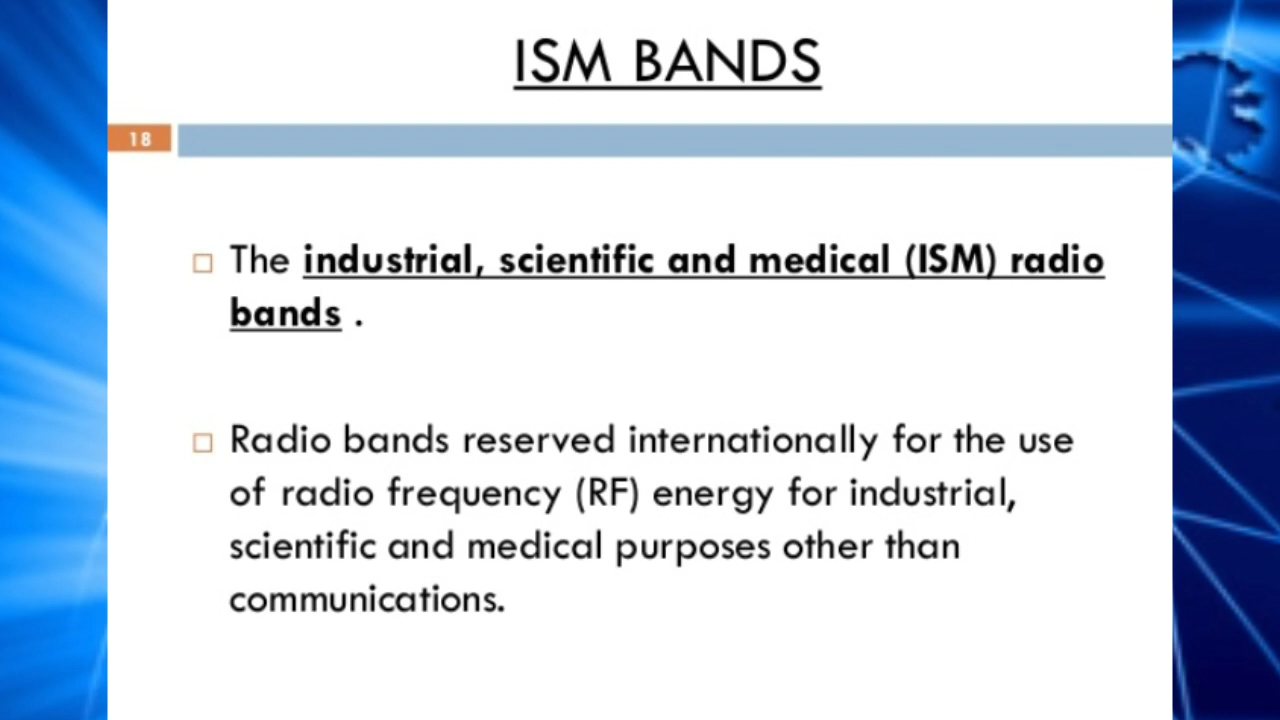 ISM BANDS
18
The industrial, scientific and medical (ISM) radio
bands .
Radio bands reserved internationally for the use
of radio frequency (RF) energy for industrial,
scientific and medical purposes other than
communications.